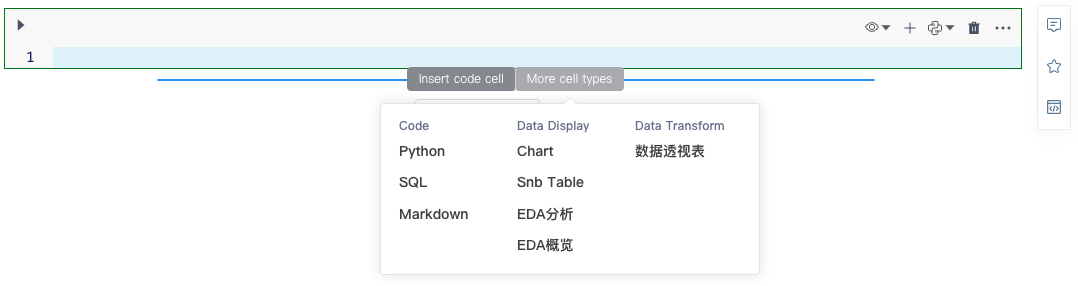 1
Insert code cell
More cell types
Code
Data Display
Data Transform
Python
Chart
数据透视表
SQL
Snb Table
Markdown
EDA分析
EDA概览